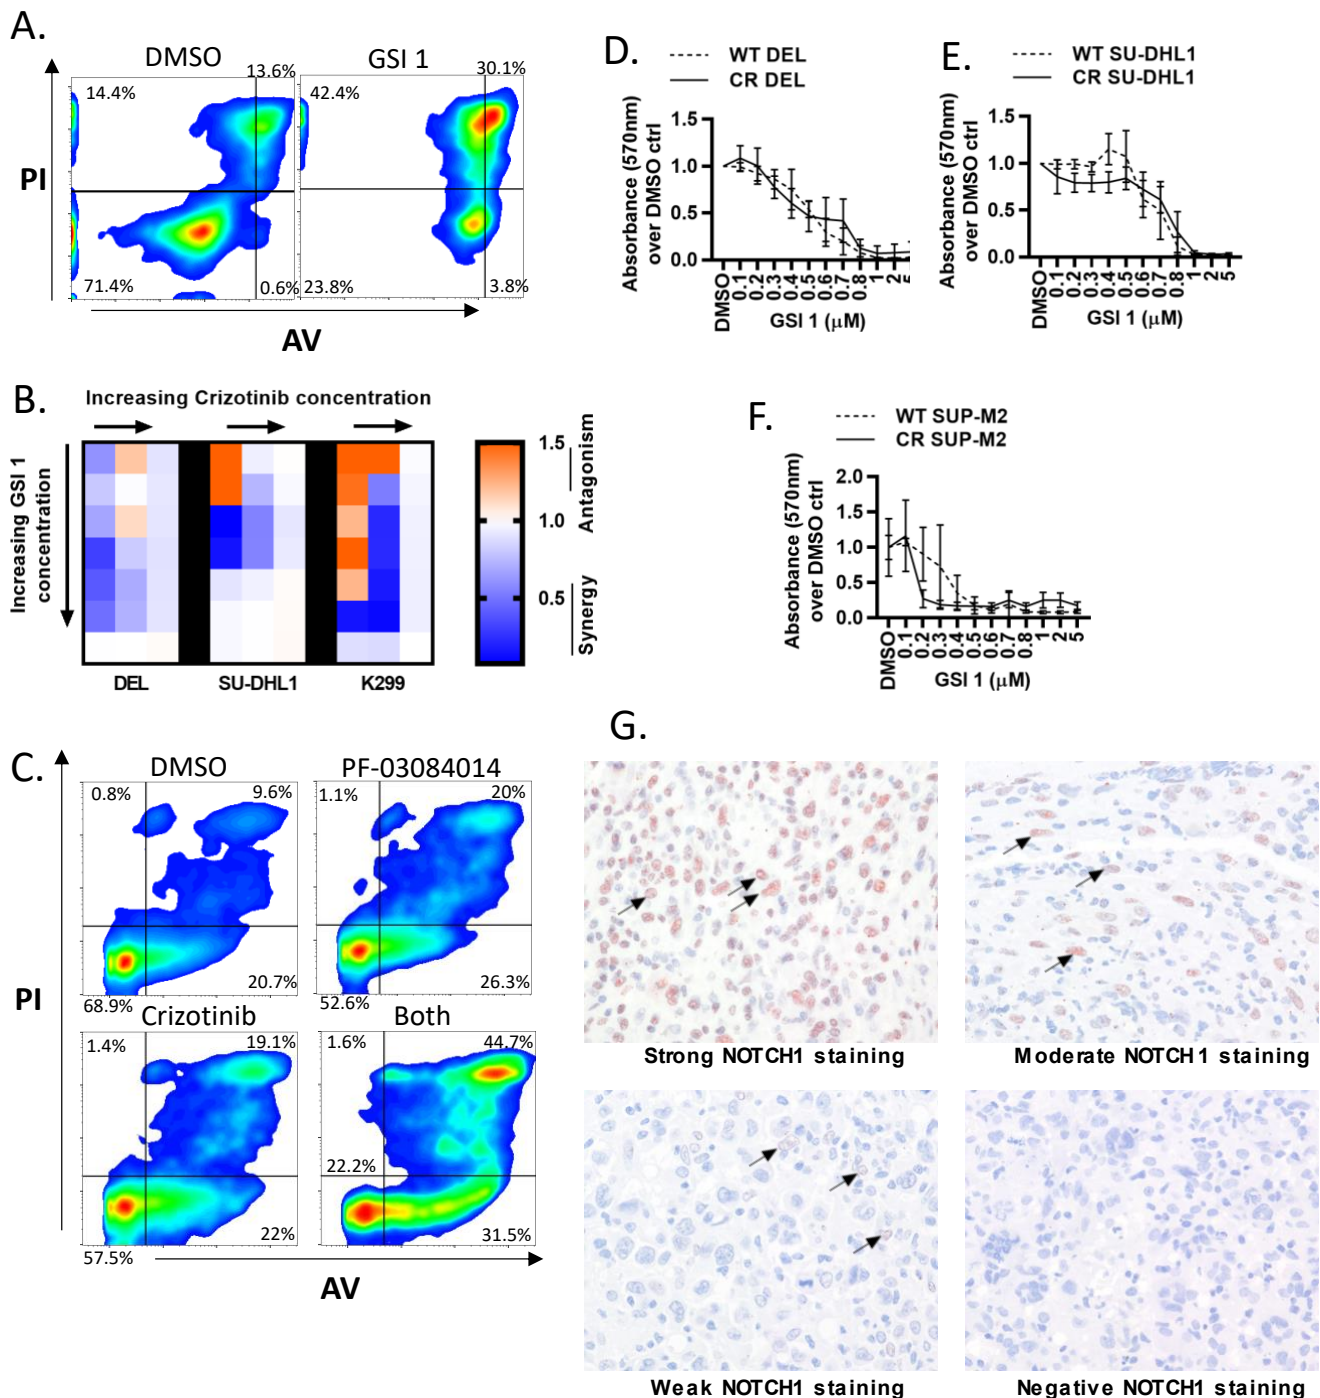 A.
DMSO
GSI 1
14.4%
13.6%
42.4%
30.1%
PI
71.4%
0.6%
23.8%
3.8%
AV
B.
Increasing Crizotinib concentration
Increasing GSI 1
concentration
DEL
SU-DHL1
K299
1.5
1.0
0.5
Antagonism
Synergy
C.
DMSO
PF-03084014
0.8%
9.6%
1.1%
20%
20.7%
26.3%
68.9%
52.6%
PI
Crizotinib
Both
1.4%
19.1%
1.6%
44.7%
22.2%
22%
31.5%
57.5%
AV
D.
WT DEL
CR DEL
Absorbance (570nm)
over DMSO ctrl
1.5
1.0
0.5
0.0
DMSO
0.1
0.2
0.3
0.4
0.5
0.6
0.7
0.8
1
2
5
GSI 1 (μM)
E.
WT SU-DHL1
CR SU-DHL1
Absorbance (570nm)
over DMSO ctrl
1.5
1.0
0.5
0.0
DMSO
0.1
0.2
0.3
0.4
0.5
0.6
0.7
0.8
1
2
5
GSI 1 (μM)
F.
WT SUP-M2
CR SUP-M2
Absorbance (570nm)
over DMSO ctrl
2.0
1.5
1.0
0.5
0.0
DMSO
0.1
0.2
0.3
0.4
0.5
0.6
0.7
0.8
1
2
5
GSI 1 (μM)
G.
Strong NOTCH1 staining
Moderate NOTCH1 staining
Weak NOTCH1 staining
Negative NOTCH1 staining